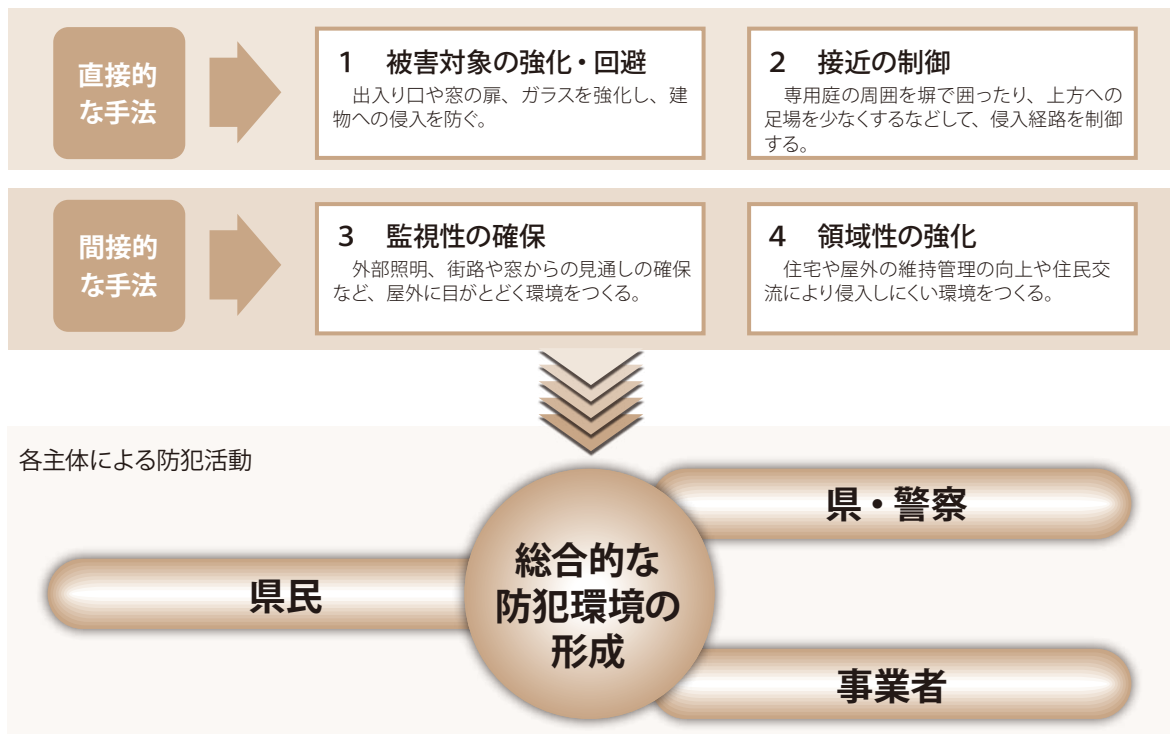 直接的
な手法
1 被害対象の強化・回避
出入り口や窓の扉、ガラスを強化し、建
物への侵入を防ぐ。
2 接近の制御
専用庭の周囲を塀で囲ったり、上方への
足場を少なくするなどして、侵入経路を制御
する。
間接的
な手法
3 監視性の確保
外部照明、街路や窓からの見通しの確保
など、屋外に目がとどく環境をつくる。
4 領域性の強化
住宅や屋外の維持管理の向上や住民交
流により侵入しにくい環境をつくる。
各主体による防犯活動
県民
総合的な
防犯環境の
形成
県・警察
事業者